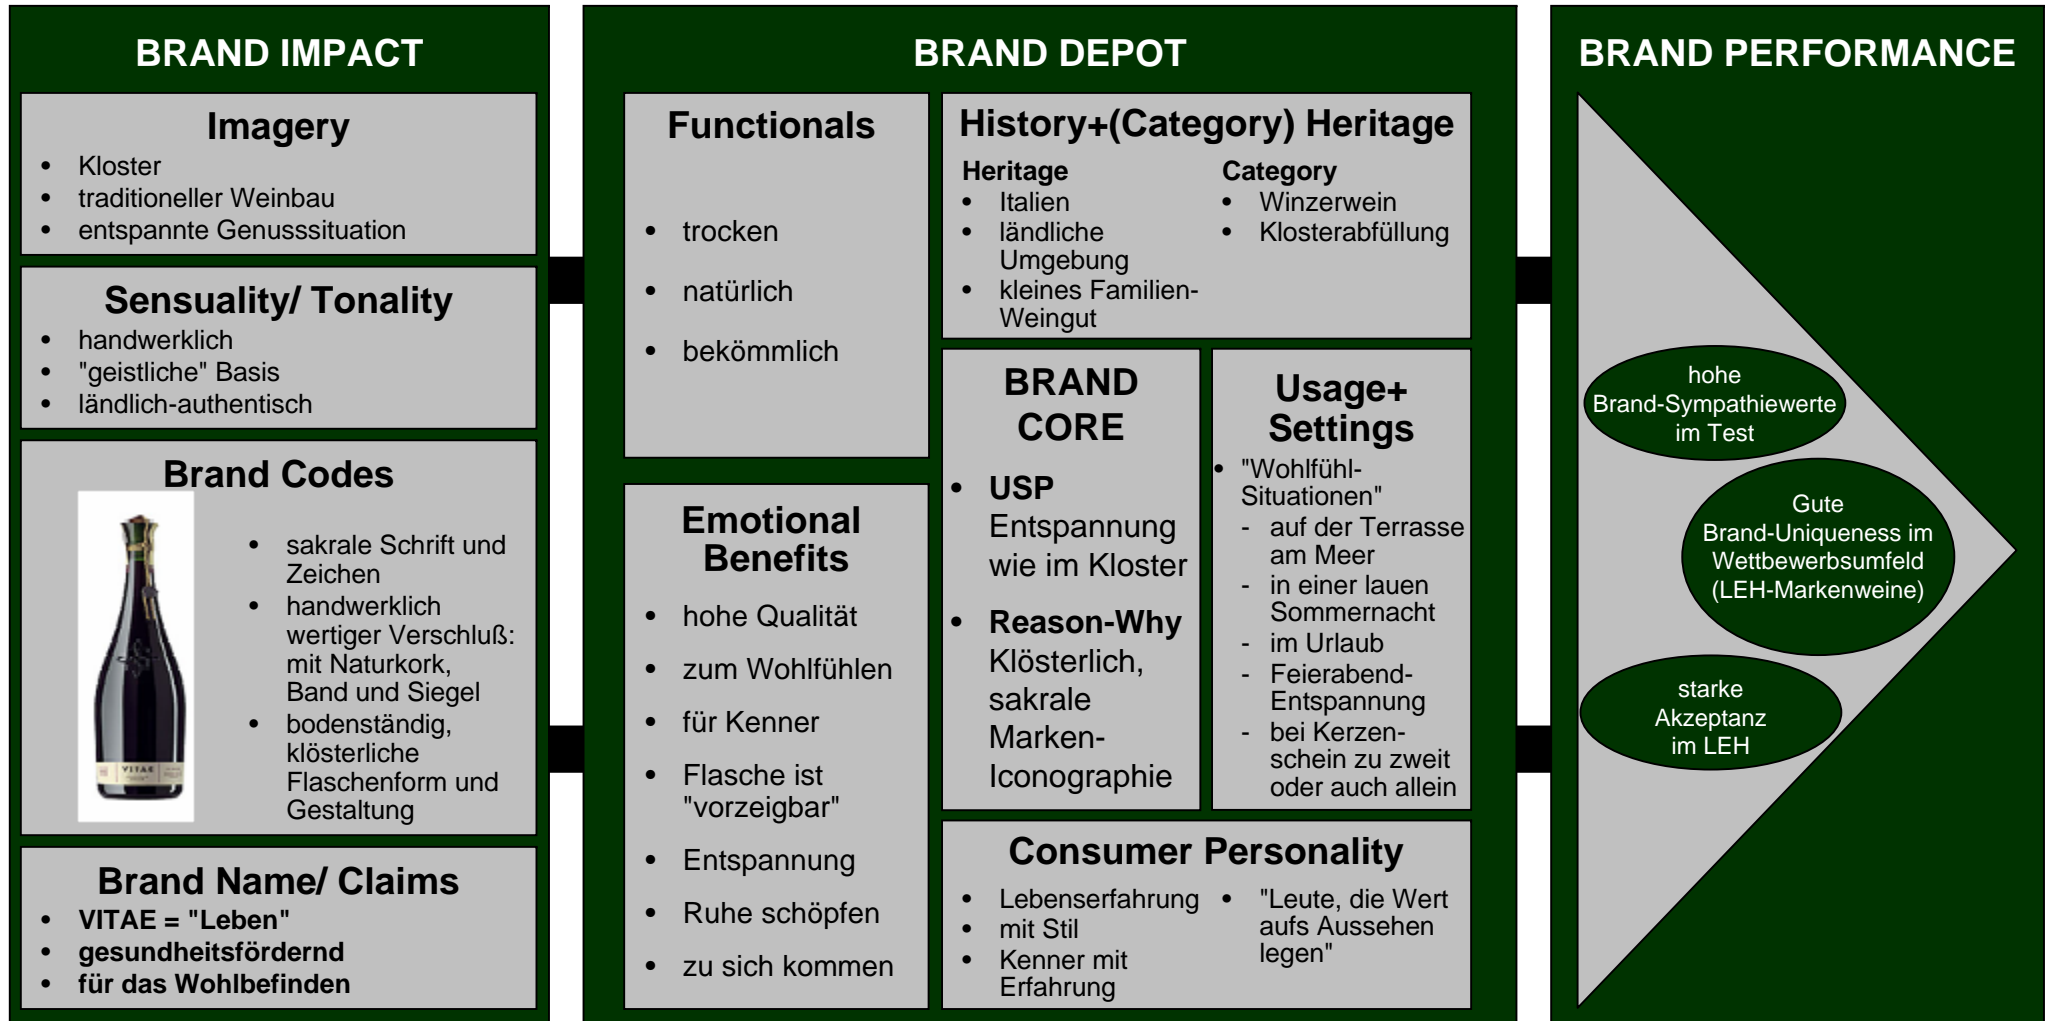 BRAND IMPACT
Imagery
• Kloster
• traditioneller Weinbau
• entspannte Genusssituation
Sensuality/ Tonality
• handwerklich
• "geistliche" Basis
• ländlich-authentisch
Brand Codes
VITAE
• sakrale Schrift und
Zeichen
• handwerklich
wertiger Verschluß:
mit Naturkork,
Band und Siegel
• bodenständig,
klösterliche
Flaschenform und
Gestaltung
Brand Name/ Claims
• VITAE = "Leben"
• gesundheitsfördernd
• für das Wohlbefinden
BRAND DEPOT
Functionals
• trocken
• natürlich
• bekömmlich
Emotional
Benefits
• hohe Qualität
• zum Wohlfühlen
• für Kenner
• Flasche ist
"vorzeigbar"
• Entspannung
• Ruhe schöpfen
• zu sich kommen
History+(Category) Heritage
Heritage
• Italien
• ländliche
Umgebung
• kleines Familien-
Weingut
Category
• Winzerwein
• Klosterabfüllung
BRAND
CORE
• USP
Entspannung
wie im Kloster
• Reason-Why
Klösterlich,
sakrale
Marken-
Iconographie
Usage+
Settings
• "Wohlfühl-
Situationen"
- auf der Terrasse
am Meer
- in einer lauen
Sommernacht
- im Urlaub
- Feierabend-
Entspannung
- bei Kerzen-
schein zu zweit
oder auch allein
Consumer Personality
• Lebenserfahrung
• mit Stil
• Kenner mit
Erfahrung
• "Leute, die Wert
aufs Aussehen
legen"
BRAND PERFORMANCE
hohe
Brand-Sympathiewerte
im Test
Gute
Brand-Uniqueness im
Wettbewerbsumfeld
(LEH-Markenweine)
starke
Akzeptanz
im LEH